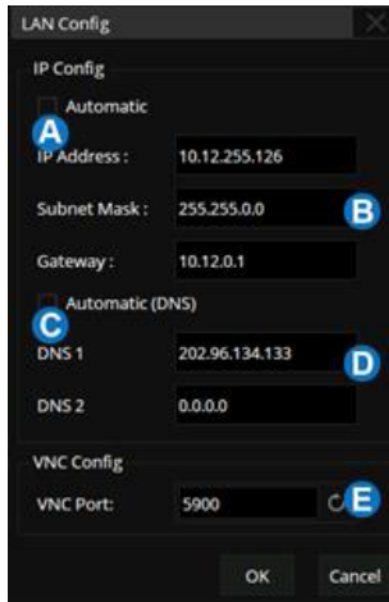 LAN Config
IP Config
Automatic
A
IP Address : 10.12.255.126
Subnet Mask : 255.255.0.0 B
Gateway : 10.12.0.1
Automatic (DNS)
C
DNS 1 202.96.134.133 D
DNS 2 0.0.0.0
VNC Config
VNC Port: 5900 E
OK Cancel